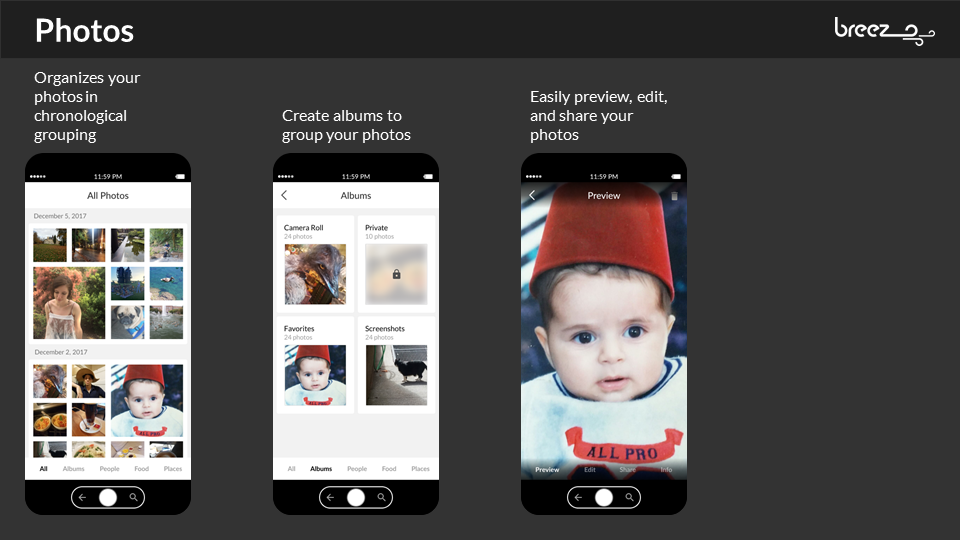 Photos
breez
Organizes your
photos in
chronological
grouping
Create albums to
group your photos
Easily preview, edit,
and share your
photos
11:59 PM
All Photos
December 5, 2017
December 2, 2017
All Albums People Food Places
11:59 PM
Albums
Camera Roll
24 photos
Private
10 photos
Favorites
24 photos
Screenshots
24 photos
ALL PRO
All Albums People Food Places
11:59 PM
Preview
ALL PRO
Preview Edit Share Info